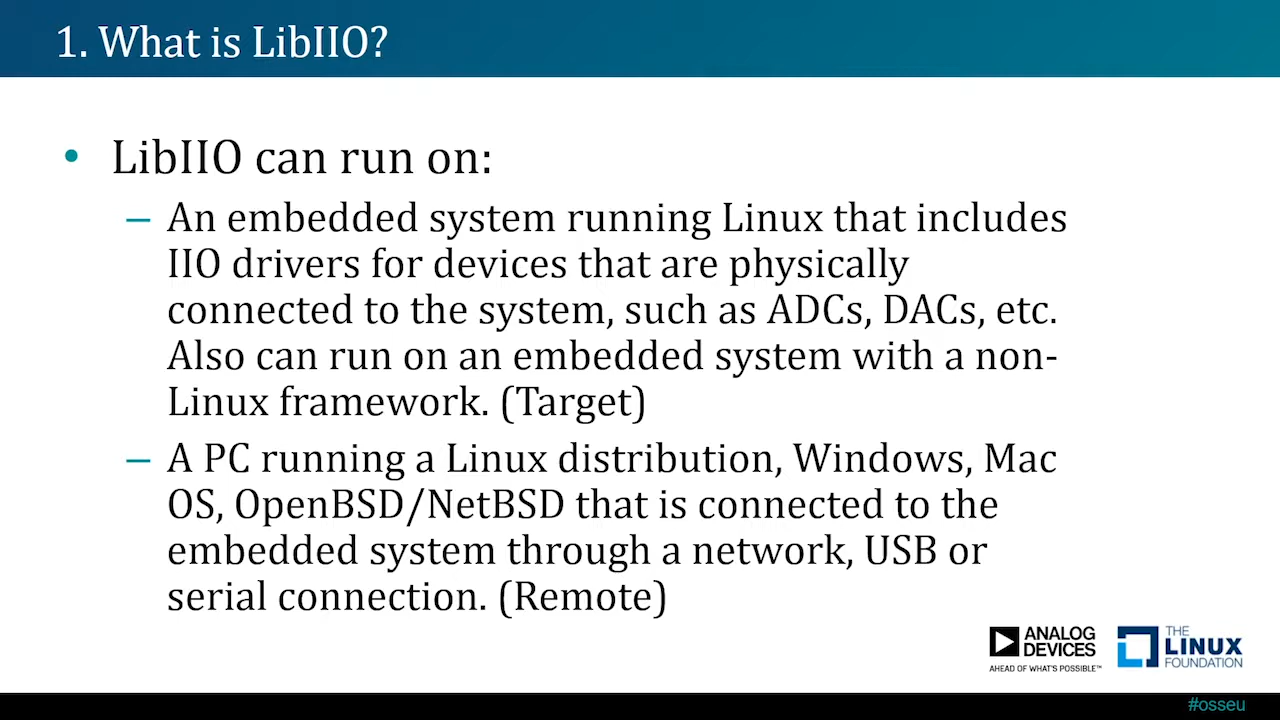 1. What is LibIIO?
• LibIIO can run on:
– An embedded system running Linux that includes
IIO drivers for devices that are physically
connected to the system, such as ADCs, DACs, etc.
Also can run on an embedded system with a non-
Linux framework. (Target)
– A PC running a Linux distribution, Windows, Mac
OS, OpenBSD/NetBSD that is connected to the
embedded system through a network, USB or
serial connection. (Remote)
ANALOG
DEVICES
AHEAD OF WHAT'S POSSIBLE™
THE
LINUX
FOUNDATION
#osseu